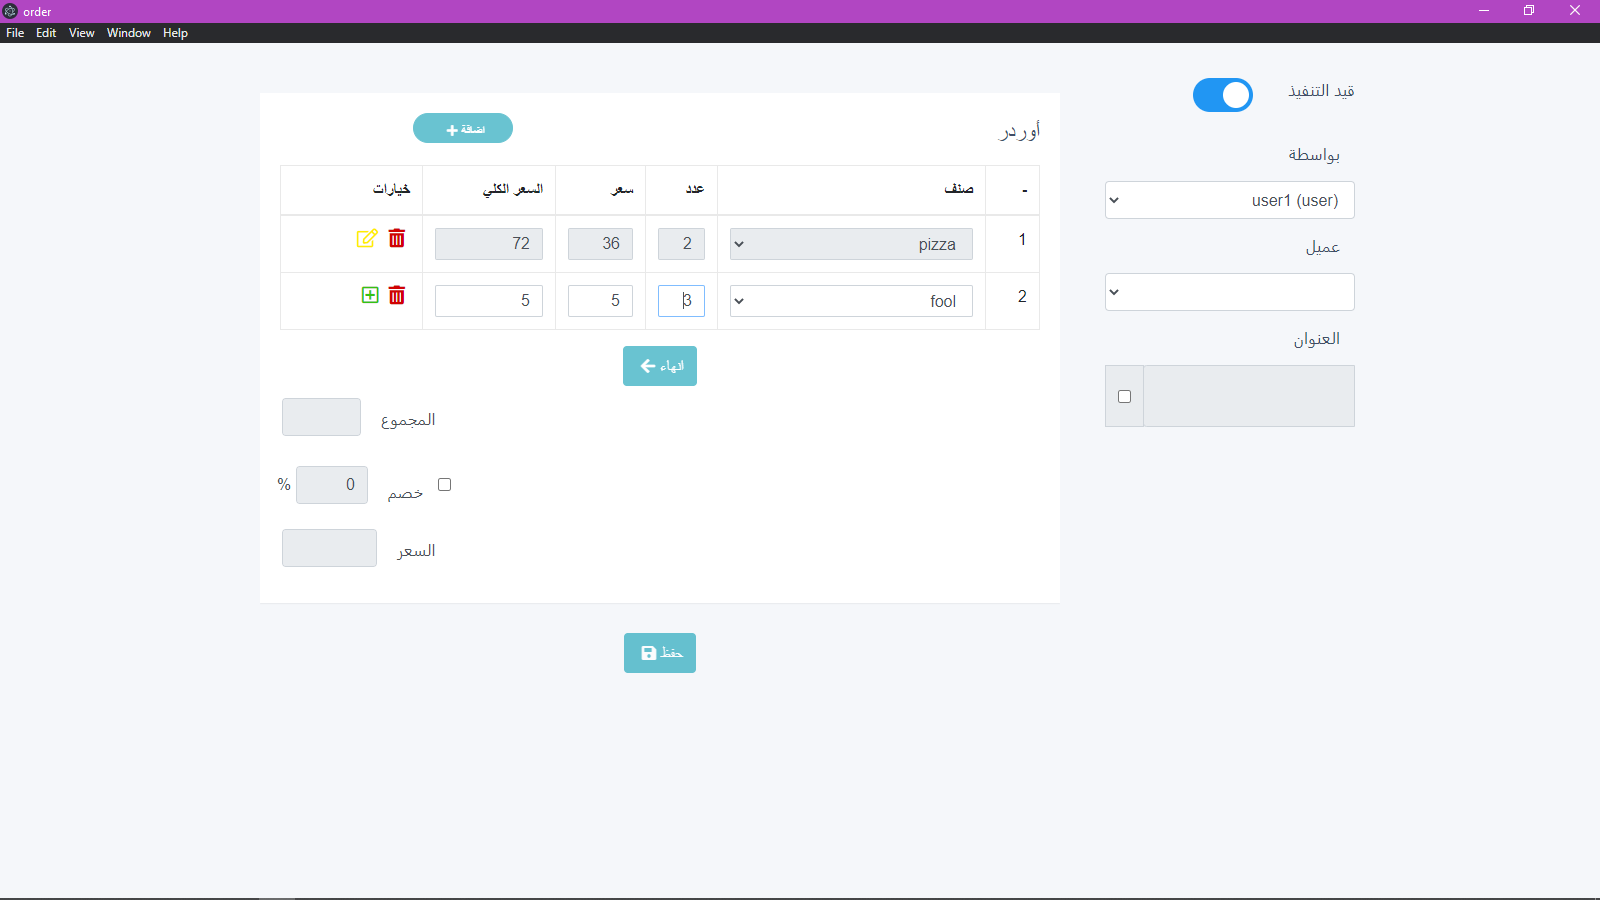 order
File Edit View Window Help
قيد التنفيذ
بواسطة
user1 (user)
عميل
العنوان
أوردر
اضافة +
- صنف عدد سعر السعر الكلي خيارات
1 pizza 2 36 72
2 fool 3 5 5
انهاء
المجموع
خصم 0 %
السعر
حفظ